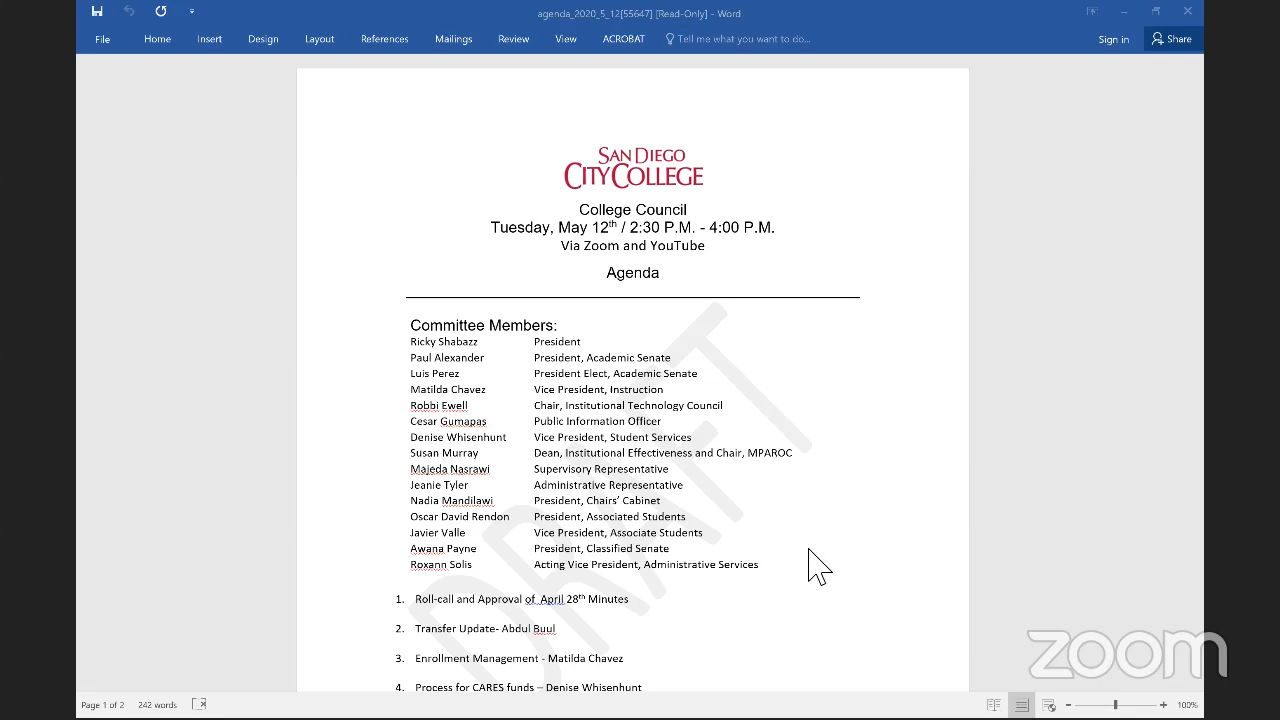 agenda_2020_5_12[55647] [Read-Only] - Word
File Home Insert Design Layout References Mailings Review View ACROBAT Tell me what you want to do... Sign in Share
SAN DIEGO
CITY COLLEGE
College Council
Tuesday, May 12th / 2:30 P.M. - 4:00 P.M.
Via Zoom and YouTube
Agenda
Committee Members:
Ricky Shabazz President
Paul Alexander President, Academic Senate
Luis Perez President Elect, Academic Senate
Matilda Chavez Vice President, Instruction
Robbi Ewell Chair, Institutional Technology Council
Cesar Gumapas Public Information Officer
Denise Whisenhunt Vice President, Student Services
Susan Murray Dean, Institutional Effectiveness and Chair, MPAROC
Majeda Nasrawi Supervisory Representative
Jeanie Tyler Administrative Representative
Nadia Mandilawi President, Chairs’ Cabinet
Oscar David Rendon President, Associated Students
Javier Valle Vice President, Associate Students
Awana Payne President, Classified Senate
Roxann Solis Acting Vice President, Administrative Services
DRAFT
1. Roll-call and Approval of April 28th Minutes
2. Transfer Update- Abdul Buul
3. Enrollment Management - Matilda Chavez
4. Process for CARES funds – Denise Whisenhunt
zoom
Page 1 of 2 242 words 100%